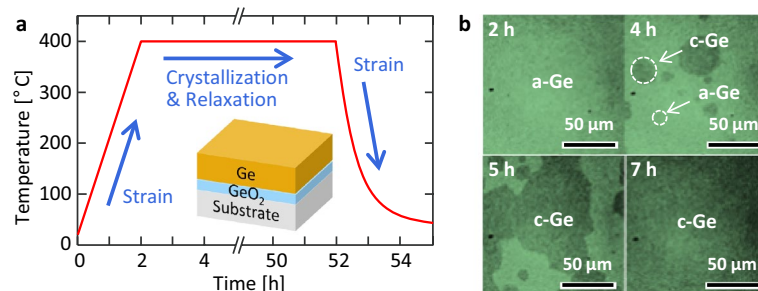 a
Temperature [°C]
400
300
200
100
0
Strain
Crystallization
& Relaxation
Strain
Ge
GeO2
Substrate
0
2
4
50
52
54
Time [h]
b
2 h
a-Ge
50 μm
4 h
c-Ge
a-Ge
50 μm
5 h
c-Ge
50 μm
7 h
c-Ge
50 μm